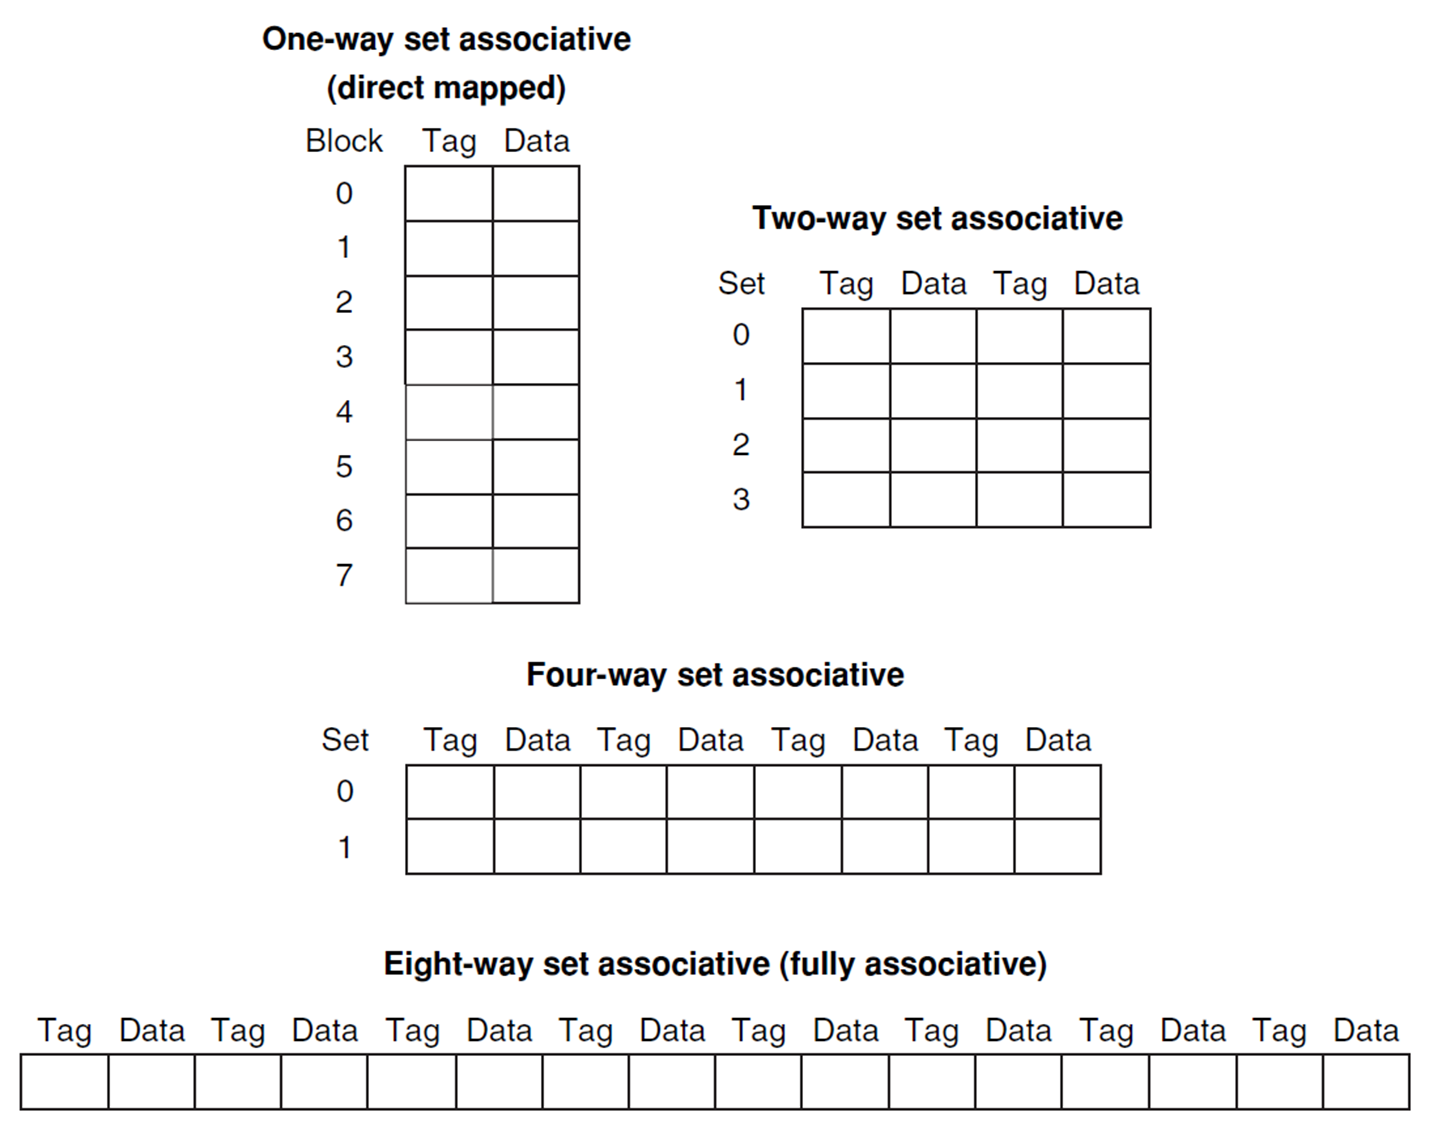 One-way set associative
(direct mapped)
Block Tag Data
0
1
2
3
4
5
6
7
Two-way set associative
Set Tag Data Tag Data
0
1
2
3
Four-way set associative
Set Tag Data Tag Data Tag Data Tag Data
0
1
Eight-way set associative (fully associative)
Tag Data Tag Data Tag Data Tag Data Tag Data Tag Data Tag Data Tag Data